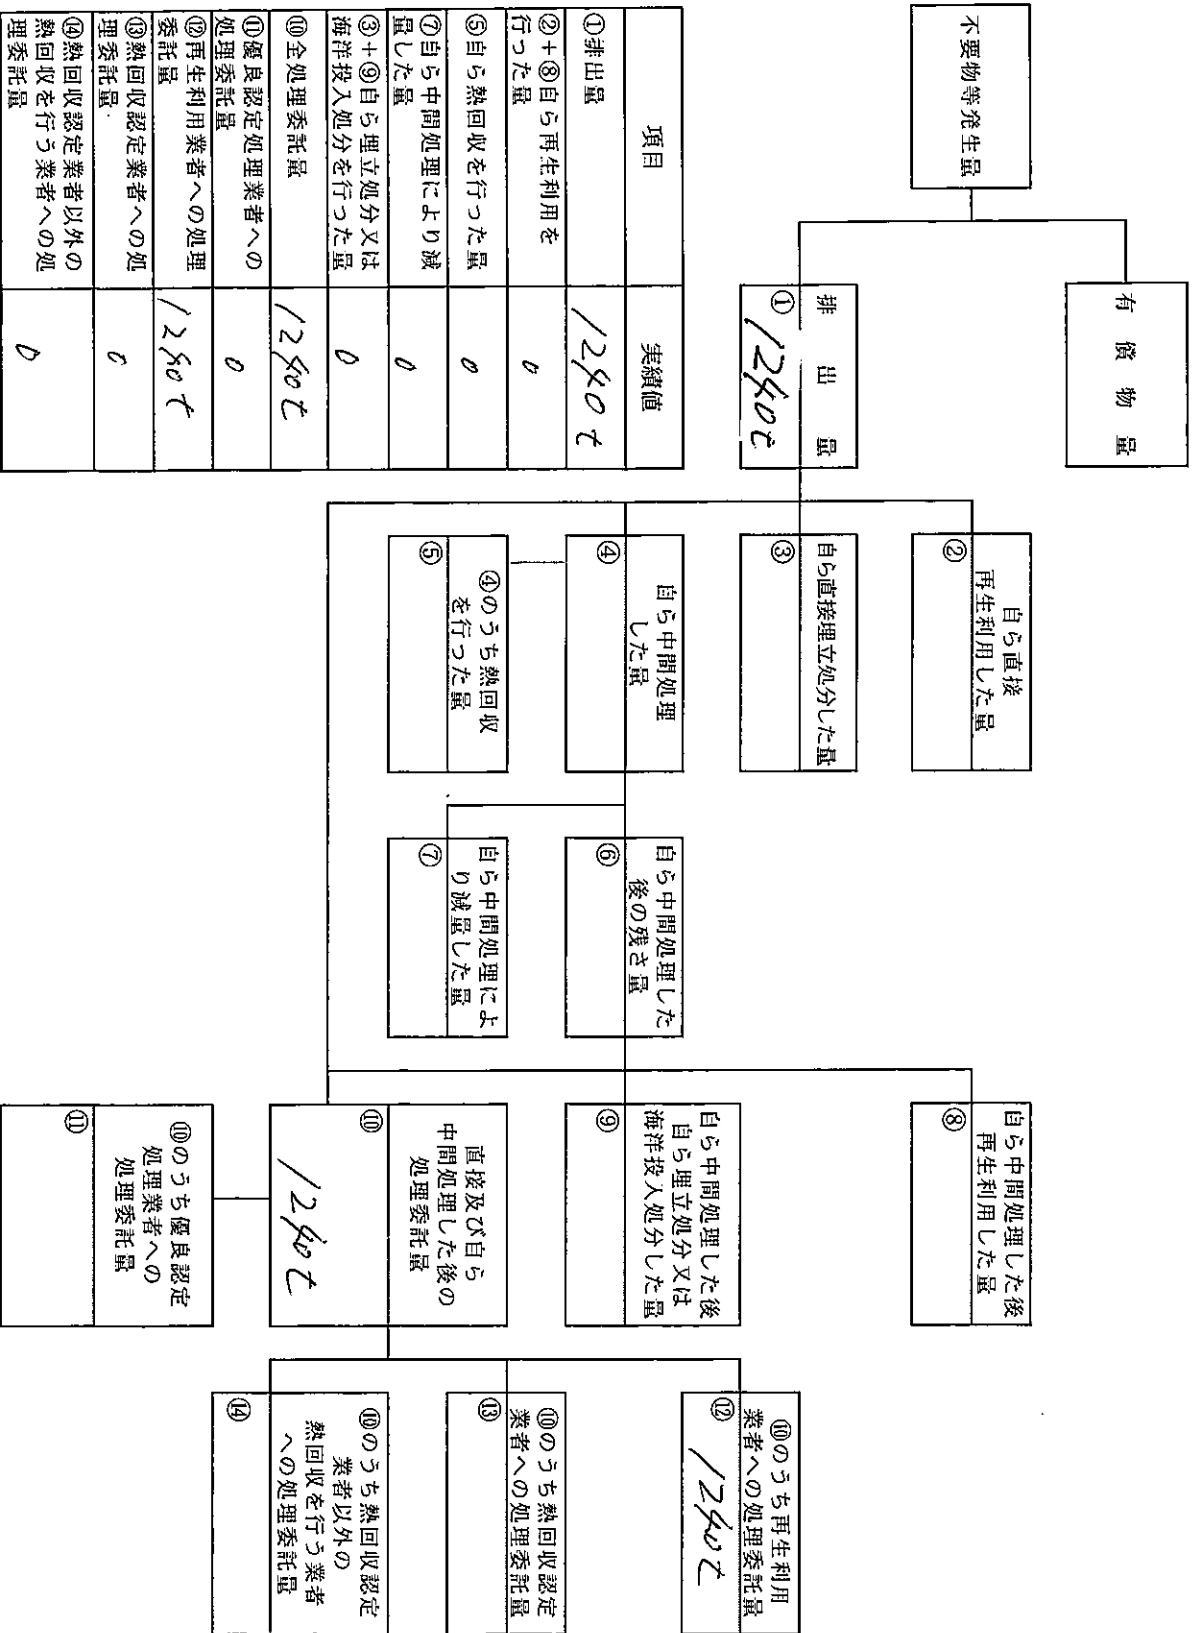 不要物等発生量
有償物量
排出量
①
1240t
項目
実績値
①排出量
1240t
②+⑧自ら再生利用を
行った量
0
⑤自ら熱回収を行った量
0
⑦自ら中間処理により減
量した量
0
③+⑨自ら埋立処分又は
海洋投入処分を行った量
0
⑩全処理委託量
1240t
⑪優良認定処理業者への
処理委託量
0
⑫再生利用業者への処理
委託量
1240t
⑬熱回収認定業者への処
理委託量
0
⑭熱回収認定業者以外の
熱回収を行う業者への処
理委託量
0
自ら直接
再生利用した量
②
自ら直接埋立処分した量
③
自ら中間処理
した量
④
④のうち熱回収
を行った量
⑤
自ら中間処理した
後の残さ量
⑥
自ら中間処理によ
り減量した量
⑦
自ら中間処理した後
再生利用した量
⑧
自ら中間処理した後
自ら埋立処分又は
海洋投入処分した量
⑨
直接及び自ら
中間処理した後の
処理委託量
⑩
1240t
⑩のうち優良認定
処理業者への
処理委託量
⑪
⑩のうち再生利用
業者への処理委託量
⑫
1240t
⑩のうち熱回収認定
業者への処理委託量
⑬
⑩のうち熱回収認定
業者以外の
熱回収を行う業者
への処理委託量
⑭